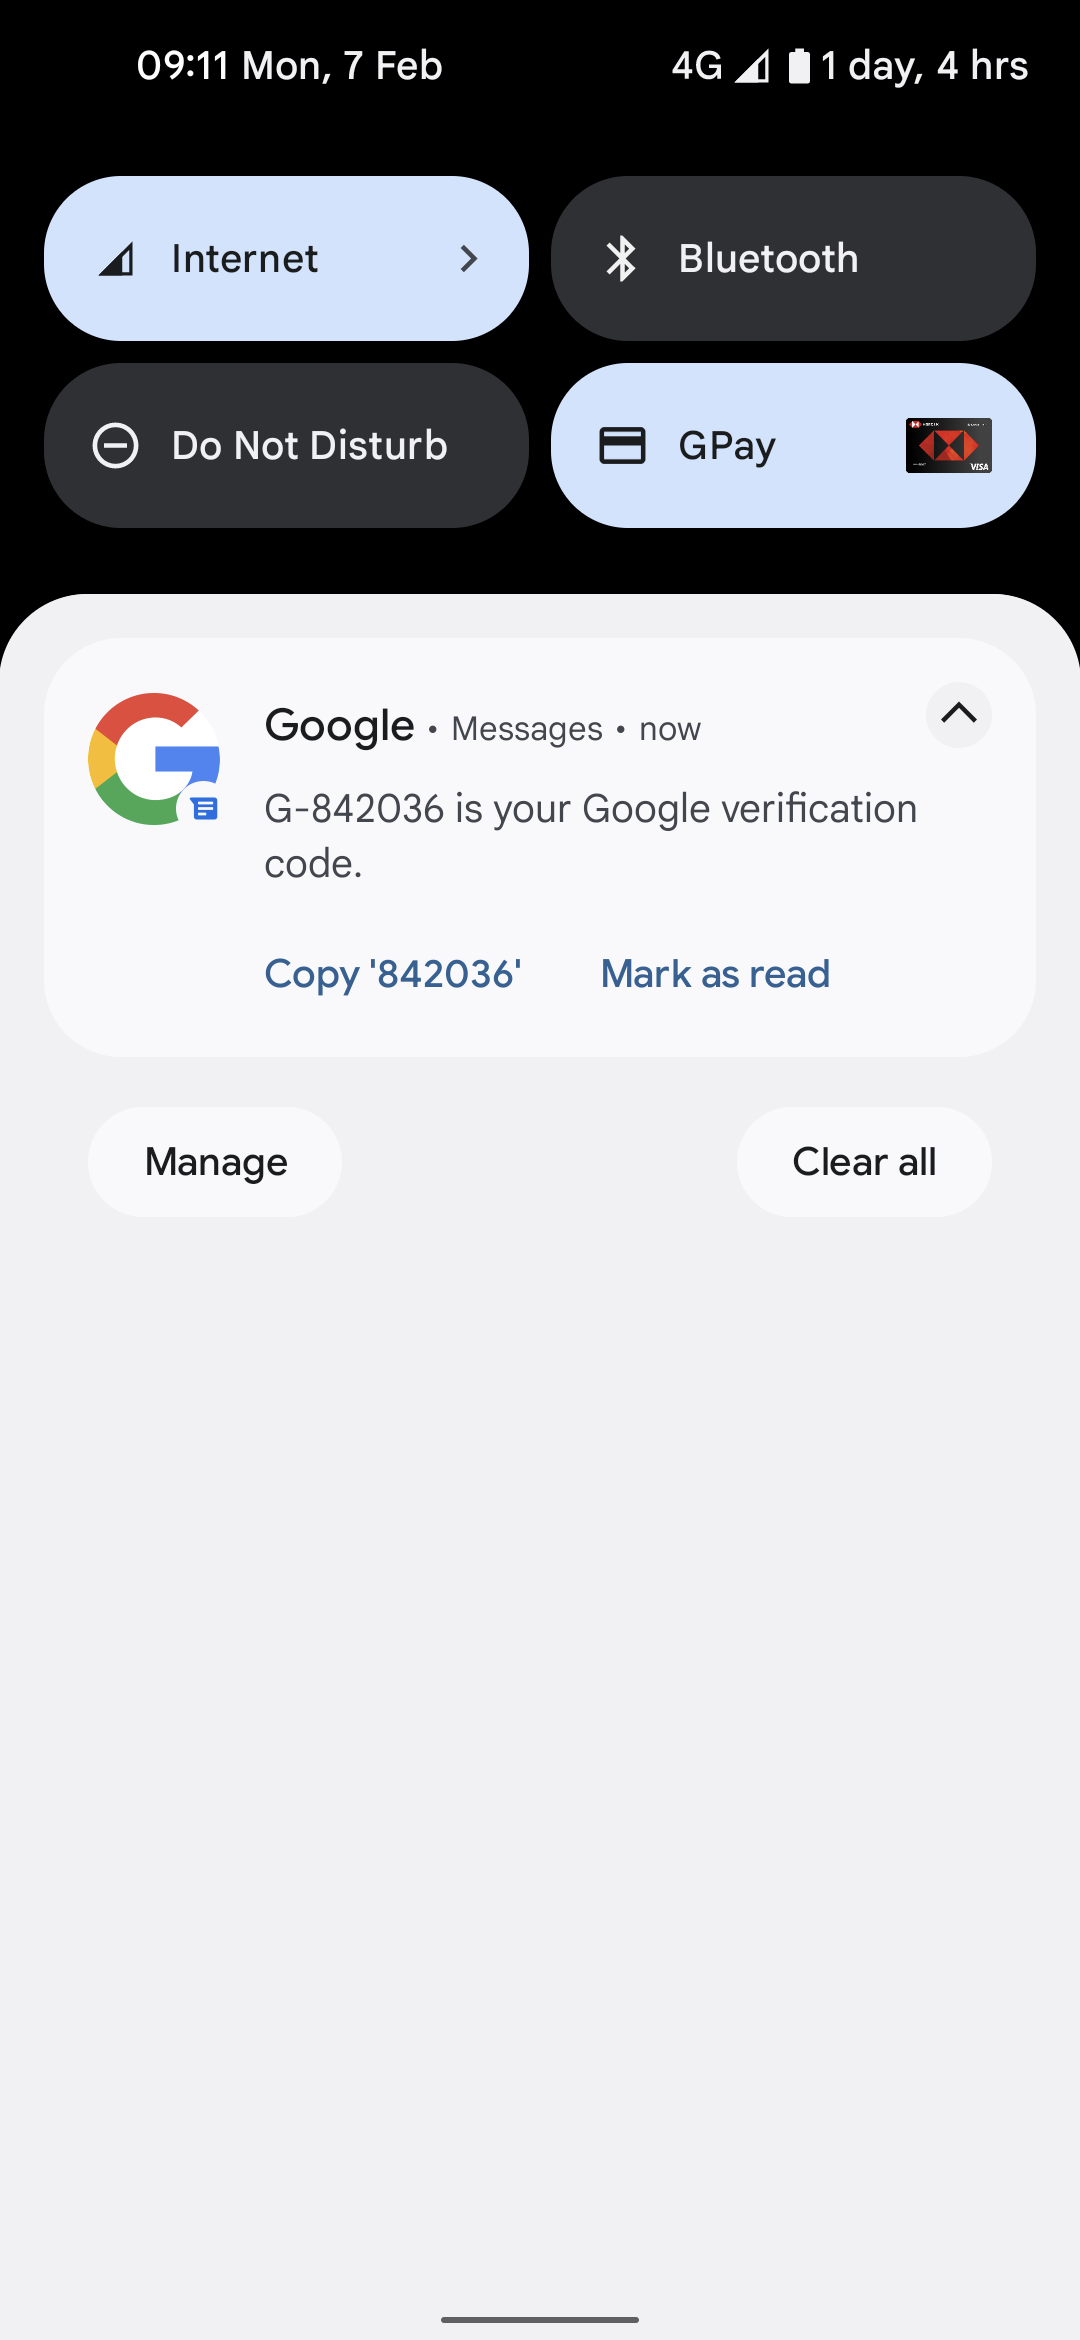 09:11 Mon, 7 Feb 4G 1 day, 4 hrs
Internet
Bluetooth
Do Not Disturb
GPay
VISA
Google • Messages • now
G-842036 is your Google verification
code.
Copy '842036' Mark as read
Manage
Clear all